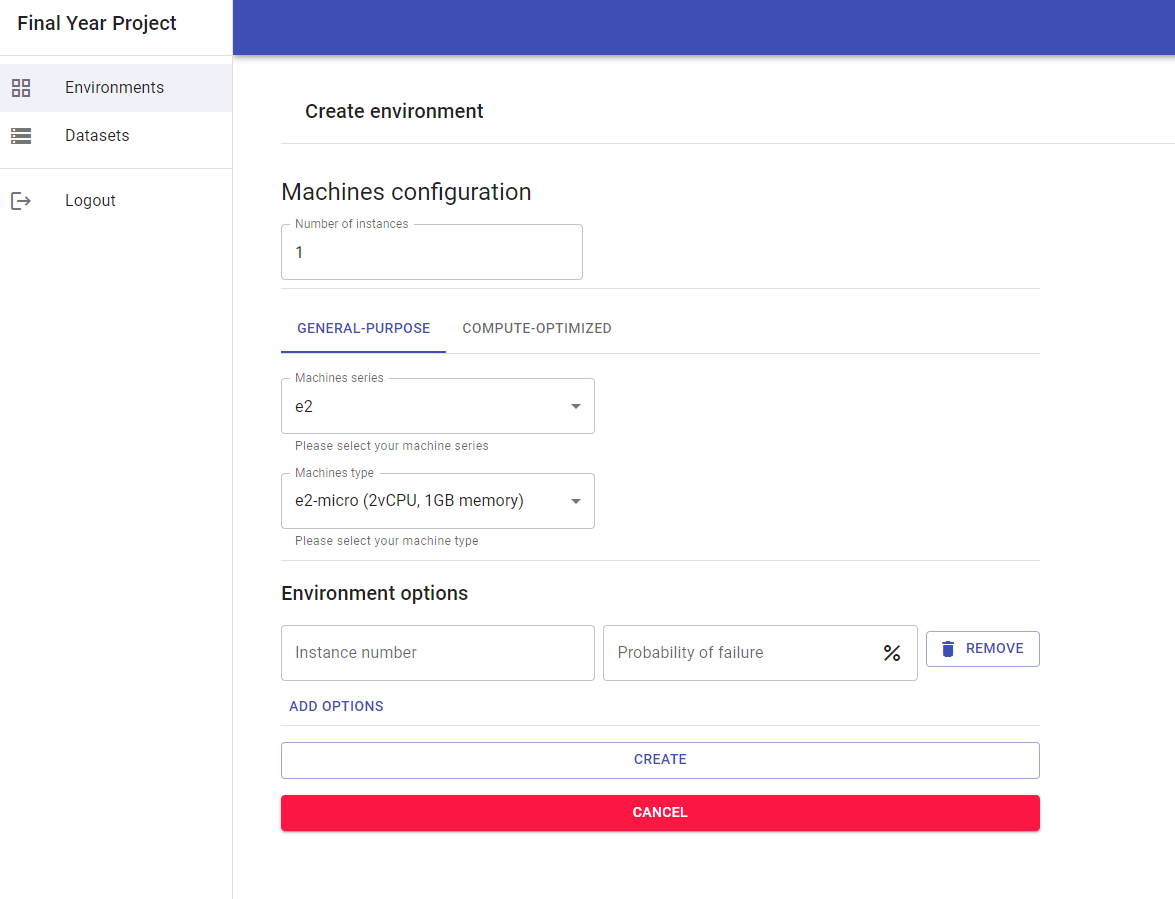 Final Year Project
Environments
Datasets
Logout
Create environment
Machines configuration
Number of instances
1
GENERAL-PURPOSE COMPUTE-OPTIMIZED
Machines series
e2
Please select your machine series
Machines type
e2-micro (2vCPU, 1GB memory)
Please select your machine type
Environment options
Instance number Probability of failure % REMOVE
ADD OPTIONS
CREATE
CANCEL